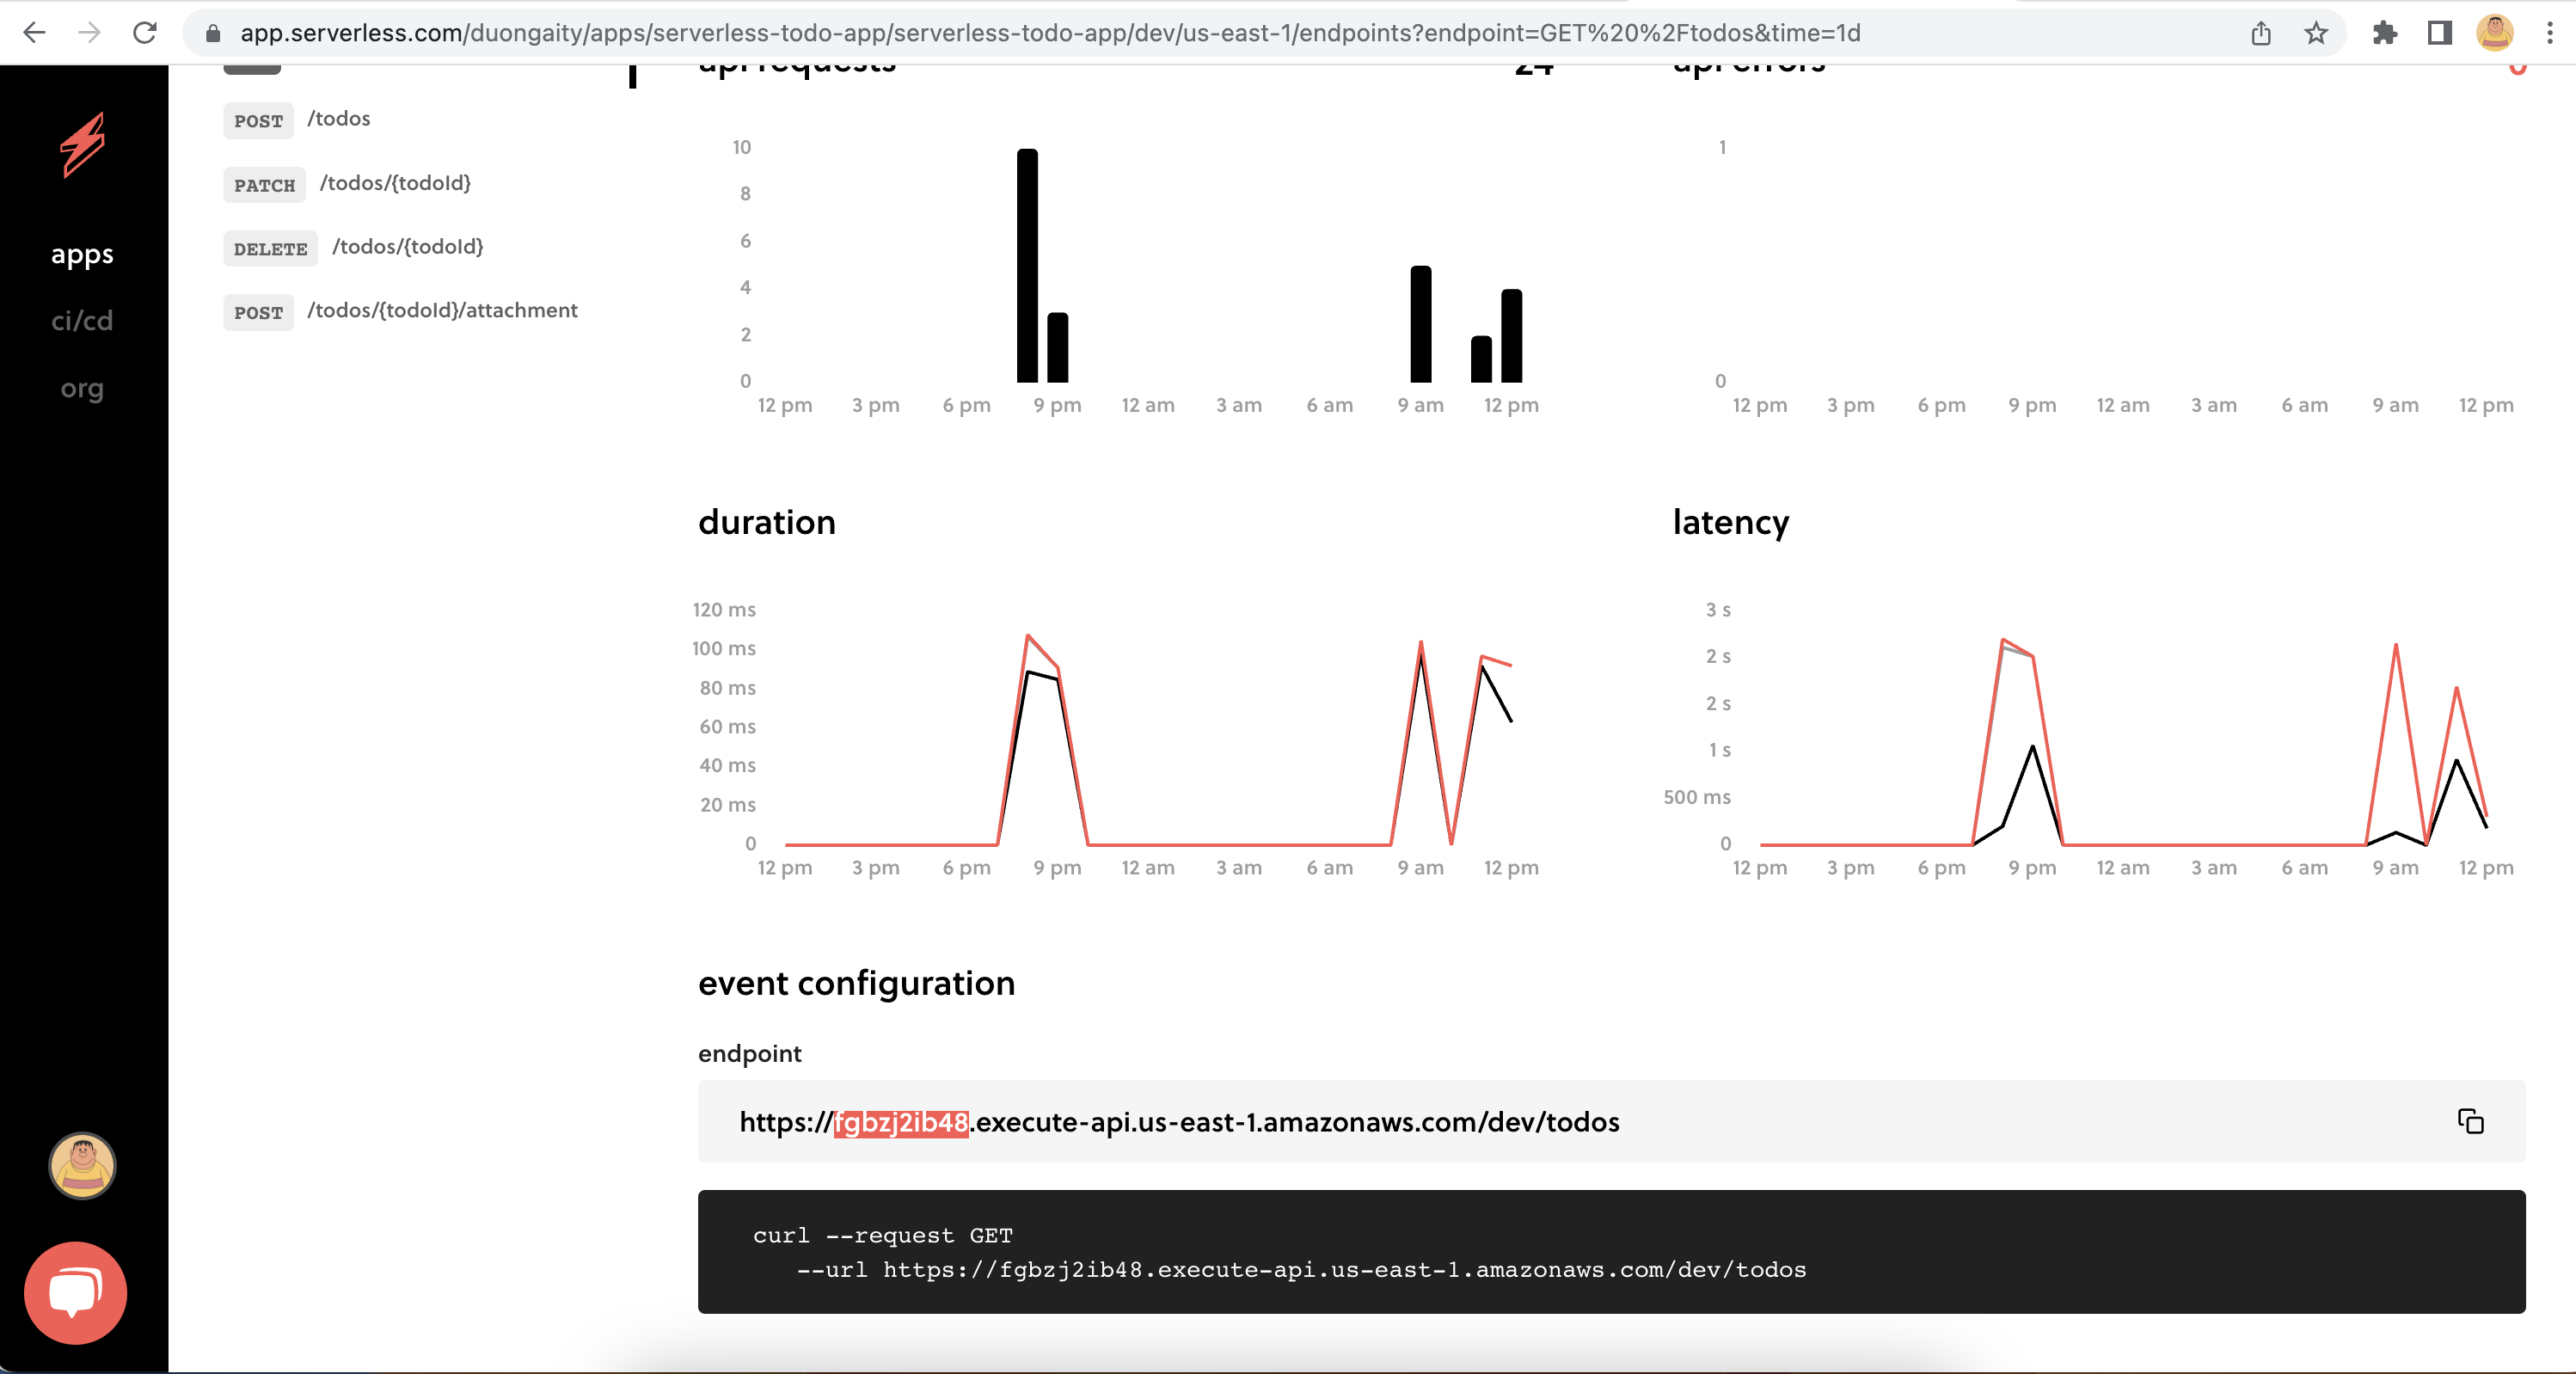 app.serverless.com/duongaity/apps/serverless-todo-app/serverless-todo-app/dev/us-east-1/endpoints?endpoint=GET%20%2Ftodos&time=1d
apps
ci/cd
org
POST /todos
PATCH /todos/{todoId}
DELETE /todos/{todoId}
POST /todos/{todoId}/attachment
api requests 24
10
8
6
4
2
0
12 pm 3 pm 6 pm 9 pm 12 am 3 am 6 am 9 am 12 pm
api errors
1
0
12 pm 3 pm 6 pm 9 pm 12 am 3 am 6 am 9 am 12 pm
duration
120 ms
100 ms
80 ms
60 ms
40 ms
20 ms
0
12 pm 3 pm 6 pm 9 pm 12 am 3 am 6 am 9 am 12 pm
latency
3 s
2 s
2 s
1 s
500 ms
0
12 pm 3 pm 6 pm 9 pm 12 am 3 am 6 am 9 am 12 pm
event configuration
endpoint
https://fgbzj2ib48.execute-api.us-east-1.amazonaws.com/dev/todos
curl --request GET
--url https://fgbzj2ib48.execute-api.us-east-1.amazonaws.com/dev/todos